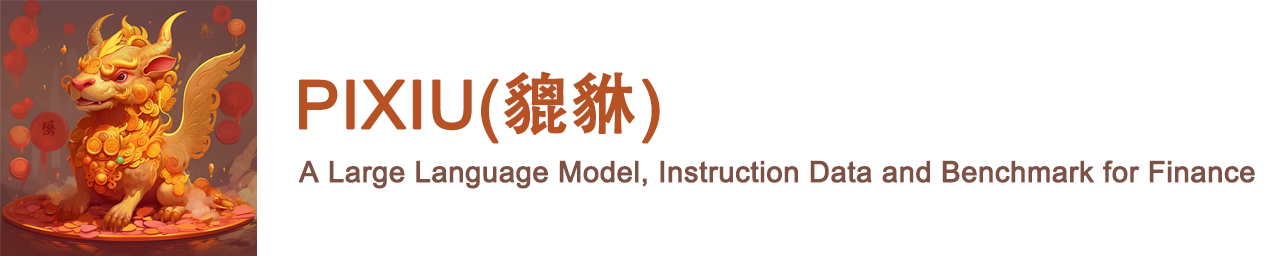 PIXIU(貔貅)
A Large Language Model, Instruction Data and Benchmark for Finance